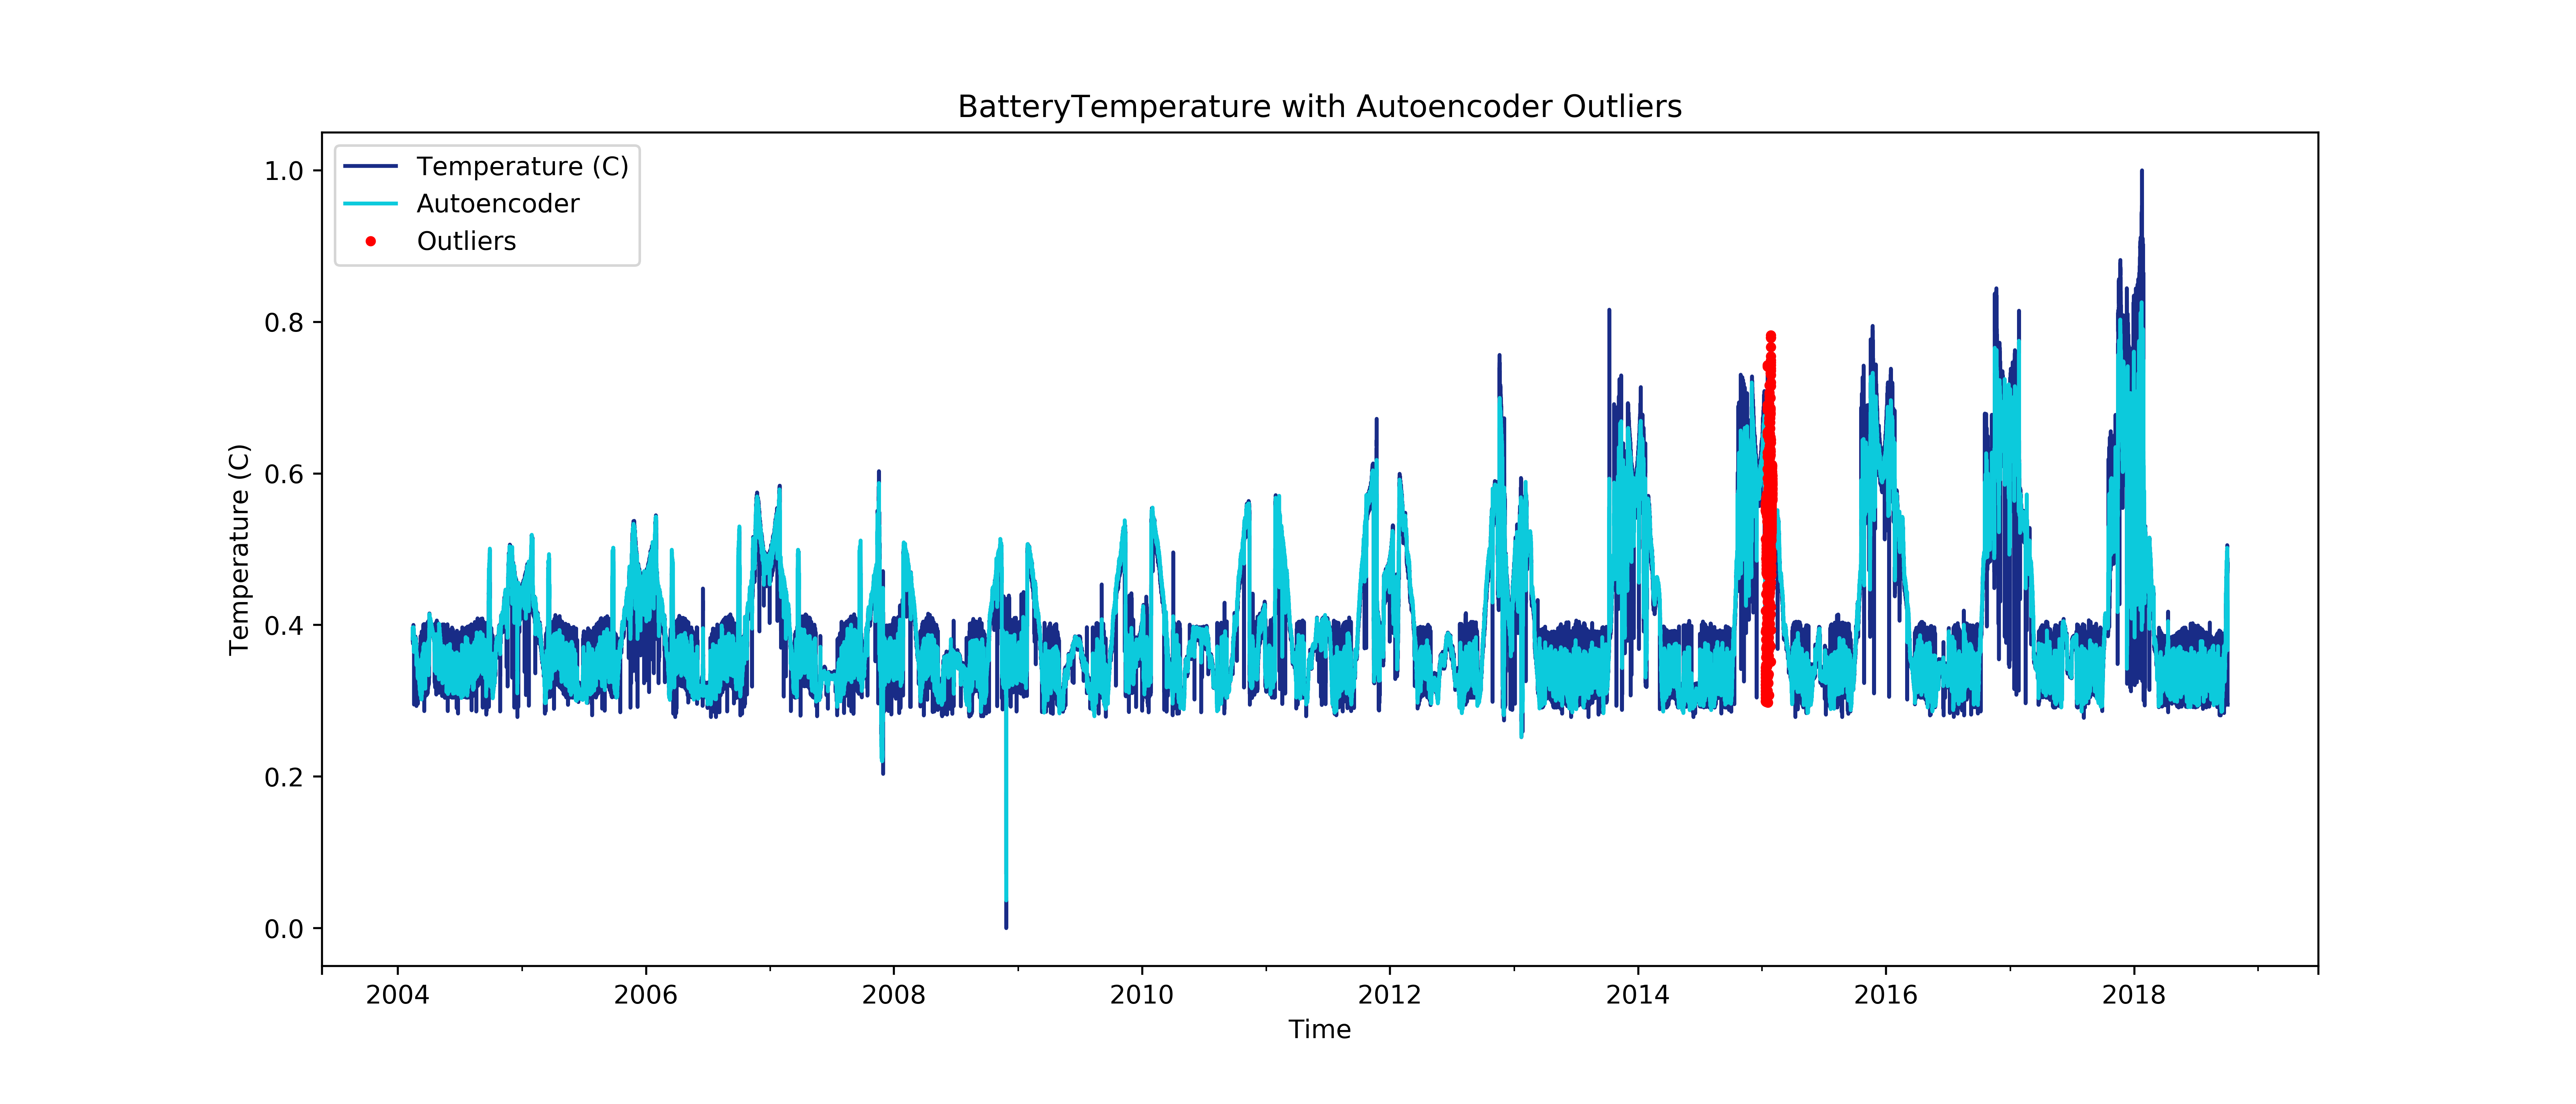 BatteryTemperature with Autoencoder Outliers
Temperature (C)
Autoencoder
Outliers
1.0
0.8
0.6
0.4
0.2
0.0
Temperature (C)
2004 2006 2008 2010 2012 2014 2016 2018
Time